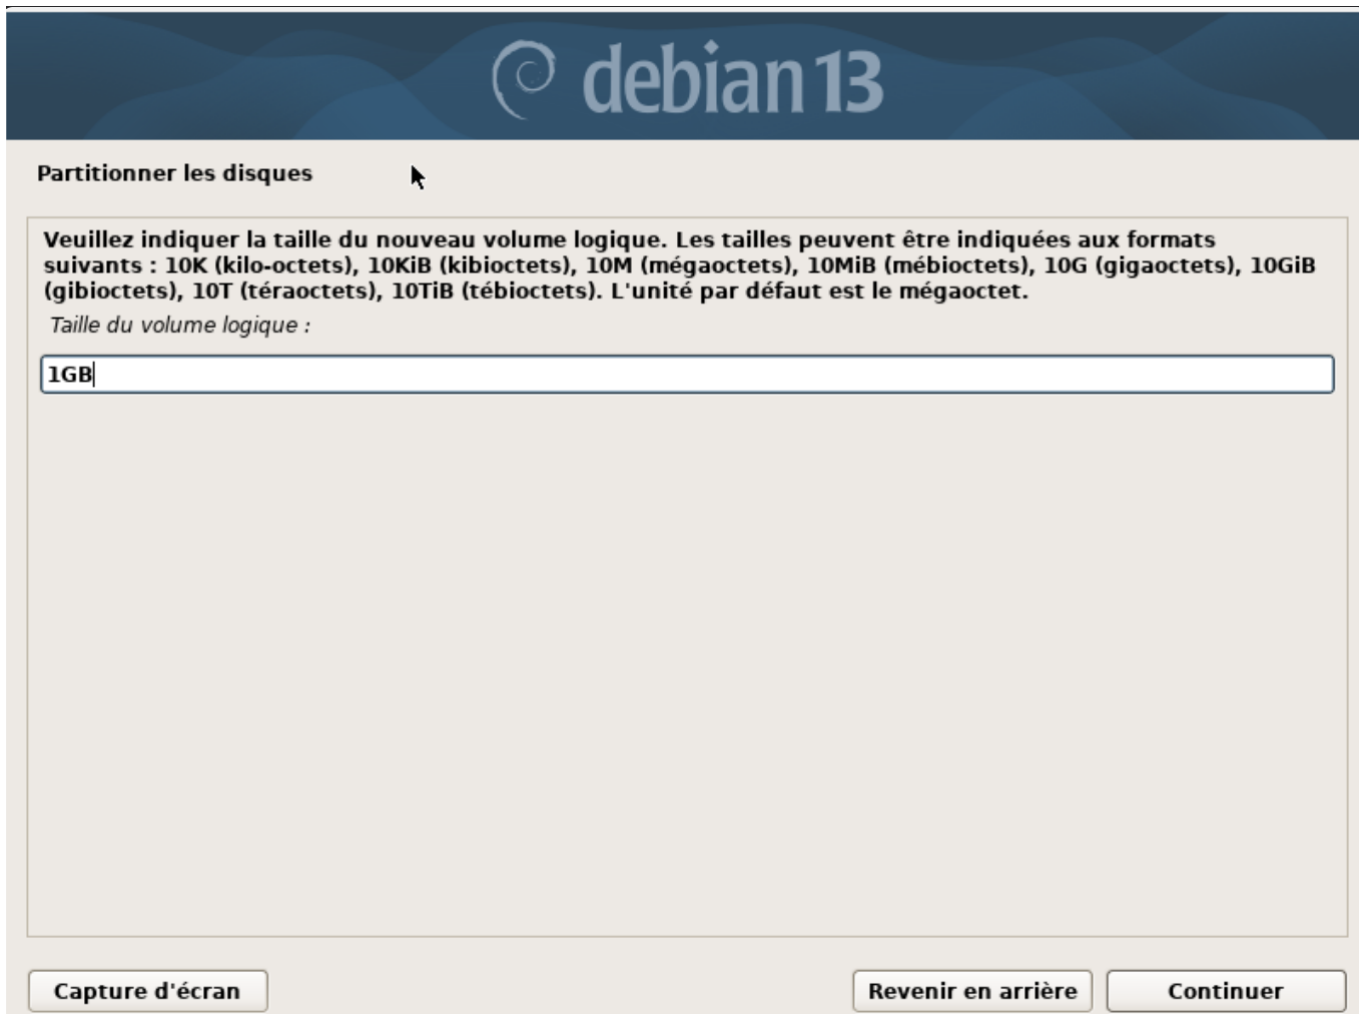 debian 13
Partitionner les disques
Veuillez indiquer la taille du nouveau volume logique. Les tailles peuvent être indiquées aux formats
suivants : 10K (kilo-octets), 10KiB (kibioctets), 10M (mégaoctets), 10MiB (mébioctets), 10G (gigaoctets), 10GiB
(gibioctets), 10T (téraoctets), 10TiB (tébioctets). L'unité par défaut est le mégaoctet.
Taille du volume logique :
1GB
Capture d'écran
Revenir en arrière
Continuer